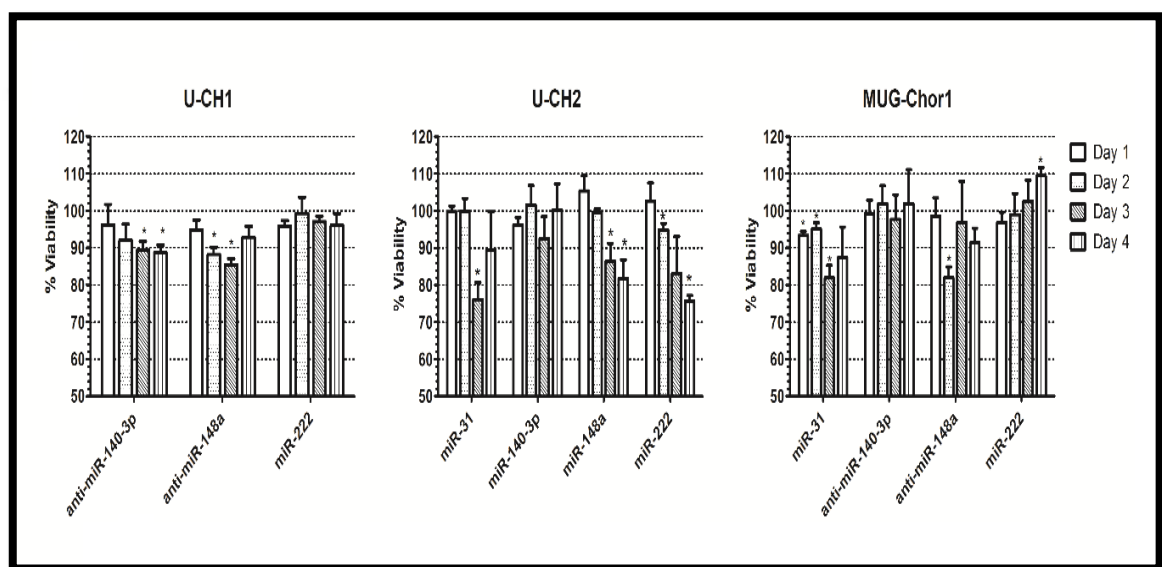 U-CH1
% Viability
120
110
100
90
80
70
60
50
* *
* *
anti-miR-140-3p
anti-miR-148a
miR-222
U-CH2
% Viability
120
110
100
90
80
70
60
50
*
* *
* *
miR-31
miR-140-3p
miR-148a
miR-222
MUG-Chor1
% Viability
120
110
100
90
80
70
60
50
* * *
*
*
miR-31
anti-miR-140-3p
anti-miR-148a
miR-222
Day 1
Day 2
Day 3
Day 4